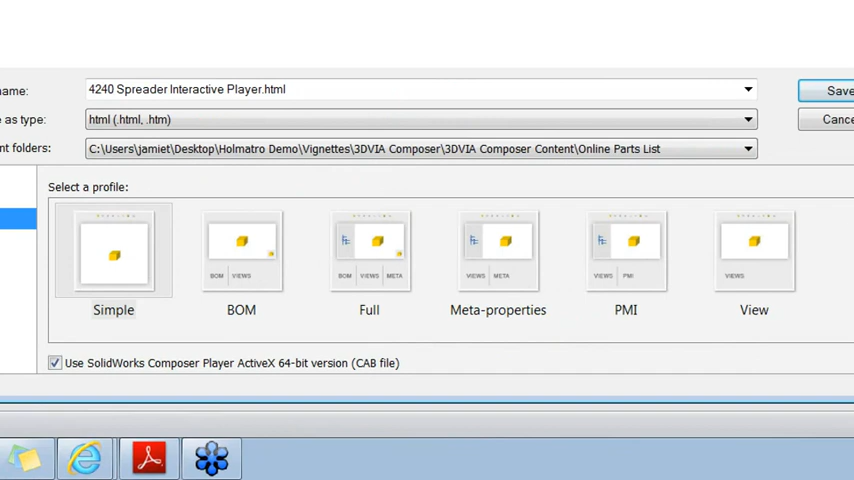 name: 4240 Spreader Interactive Player.html Save
e as type: html (.html, .htm) Cance
nt folders: C:\Users\jamiet\Desktop\Holmatro Demo\Vignettes\3DVIA Composer\3DVIA Composer Content\Online Parts List
Select a profile:
BOM VIEWS BOM VIEWS META VIEWS META VIEWS PMI VIEWS
Simple BOM Full Meta-properties PMI View
Use SolidWorks Composer Player ActiveX 64-bit version (CAB file)